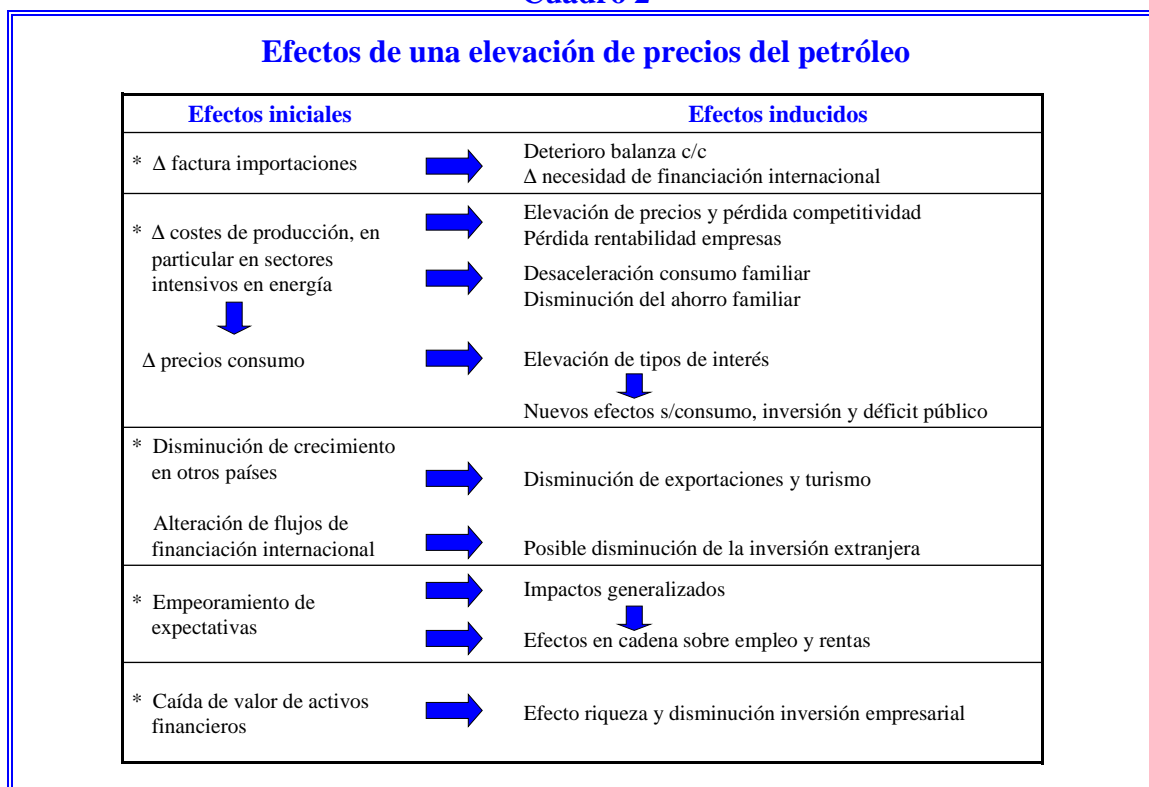 Cuadro 2
Efectos de una elevación de precios del petróleo
Efectos iniciales
Efectos inducidos
* Δ factura importaciones
Deterioro balanza c/c
Δ necesidad de financiación internacional
* Δ costes de producción, en
particular en sectores
intensivos en energía
Elevación de precios y pérdida competitividad
Pérdida rentabilidad empresas
Desaceleración consumo familiar
Disminución del ahorro familiar
Δ precios consumo
Elevación de tipos de interés
Nuevos efectos s/consumo, inversión y déficit público
* Disminución de crecimiento
en otros países
Disminución de exportaciones y turismo
Alteración de flujos de
financiación internacional
Posible disminución de la inversión extranjera
* Empeoramiento de
expectativas
Impactos generalizados
Efectos en cadena sobre empleo y rentas
* Caída de valor de activos
financieros
Efecto riqueza y disminución inversión empresarial